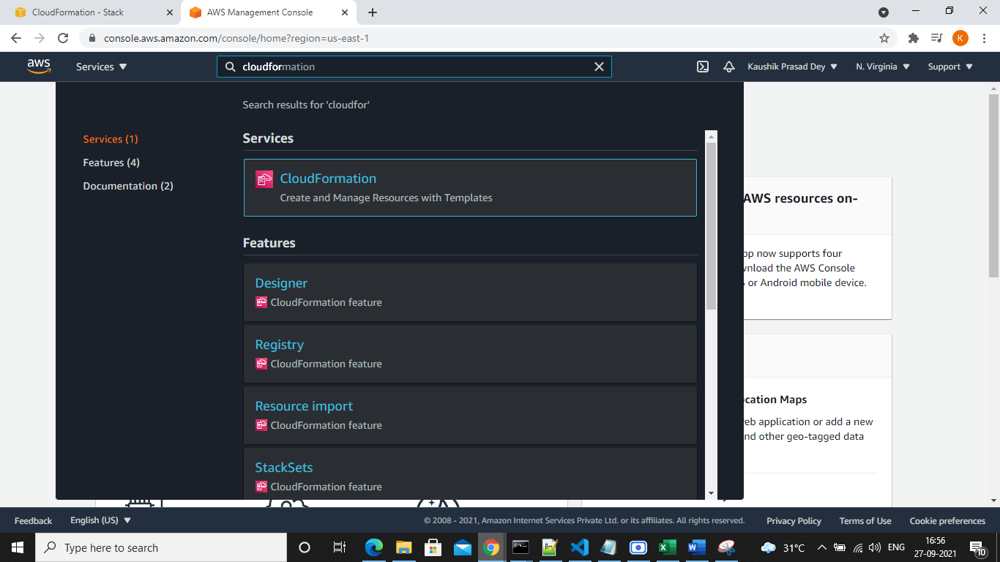 CloudFormation - Stack
AWS Management Console
console.aws.amazon.com/console/home?region=us-east-1
K
aws
Services
cloudformation
Kaushik Prasad Dey
N. Virginia
Support
Search results for 'cloudfor'
Services (1)
Features (4)
Documentation (2)
Services
CloudFormation
Create and Manage Resources with Templates
Features
Designer
CloudFormation feature
Registry
CloudFormation feature
Resource import
CloudFormation feature
StackSets
CloudFormation feature
AWS resources on-
now supports four
the AWS Console
or Android mobile device.
Maps
web application or add a new
and other geo-tagged data
Feedback
English (US)
© 2008 - 2021, Amazon Internet Services Private Ltd. or its affiliates. All rights reserved.
Privacy Policy
Terms of Use
Cookie preferences
Type here to search
31°C
ENG
16:56
27-09-2021
10